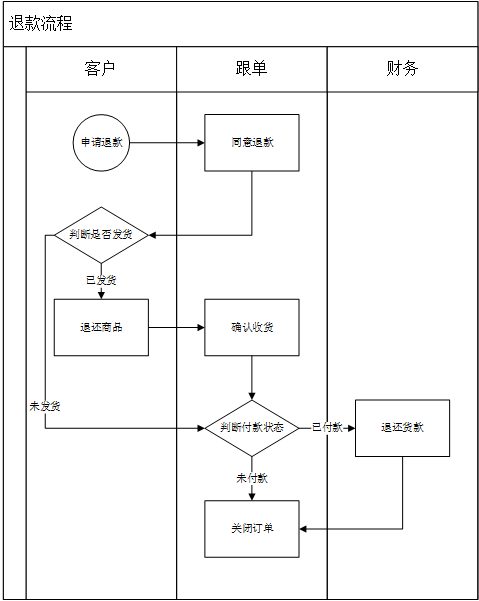 退款流程
客户
跟单
财务
申请退款
同意退款
判断是否发货
已发货
退还商品
确认收货
未发货
判断付款状态
已付款
退还货款
未付款
关闭订单